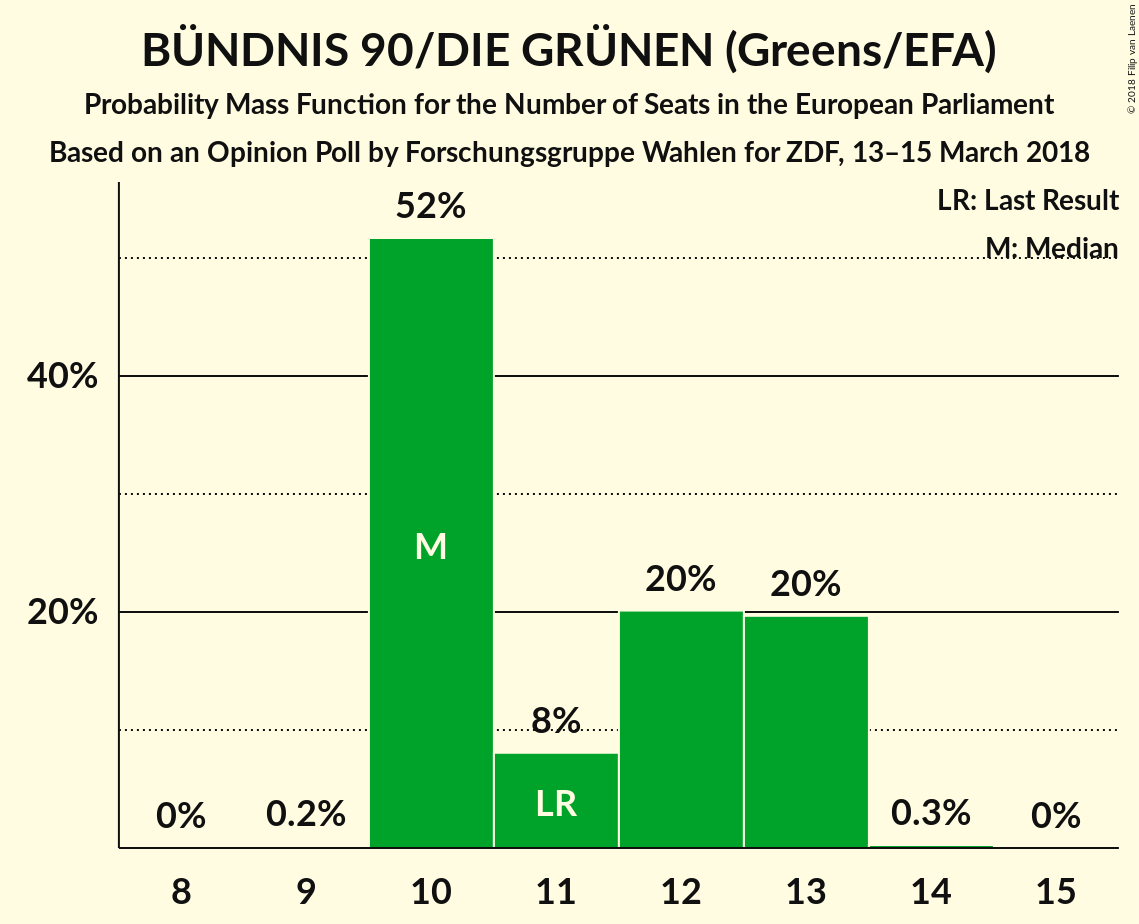 BÜNDNIS 90/DIE GRÜNEN (Greens/EFA)
Probability Mass Function for the Number of Seats in the European Parliament
Based on an Opinion Poll by Forschungsgruppe Wahlen for ZDF, 13–15 March 2018
© 2018 Filip van Laenen
LR: Last Result
M: Median
52%
40%
M
20%
20%
20%
8%
LR
0%
0.2%
0.3%
0%
8 9 10 11 12 13 14 15